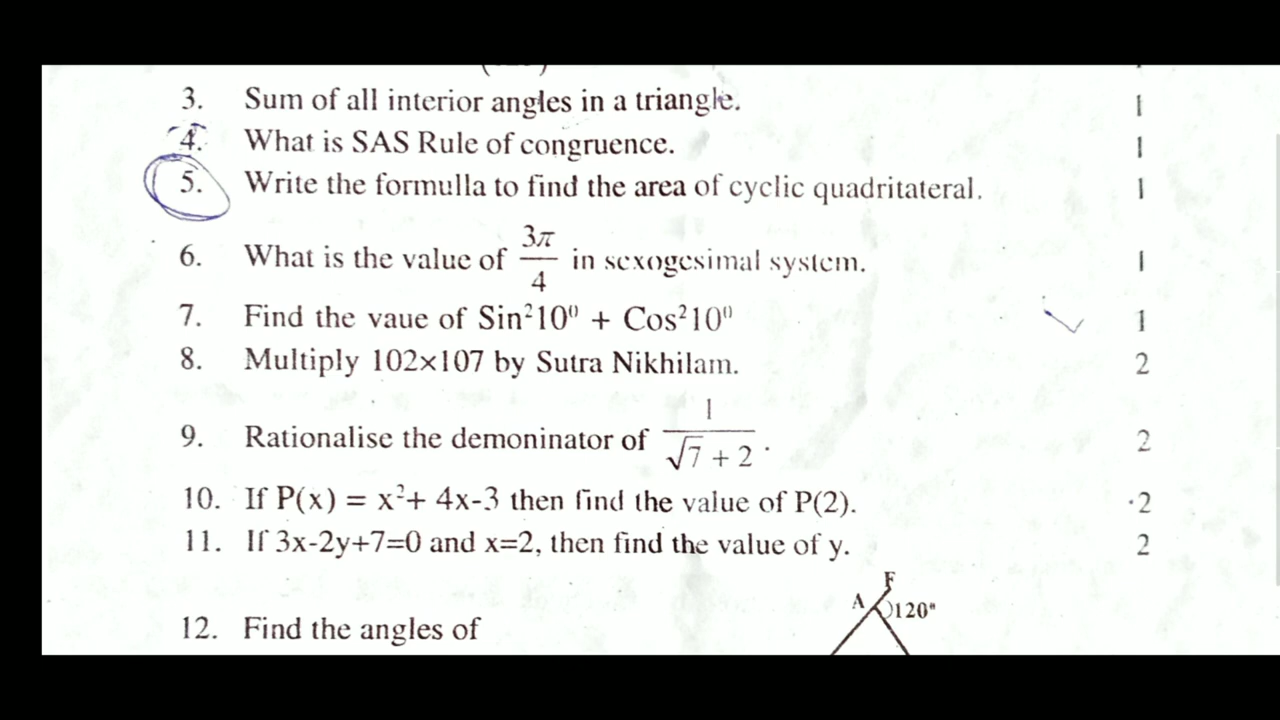 3. Sum of all interior angles in a triangle. 1
4. What is SAS Rule of congruence. 1
5. Write the formulla to find the area of cyclic quadritateral. 1
6. What is the value of 3π/4 in sexogesimal system. 1
7. Find the vaue of Sin²10⁰ + Cos²10⁰ 1
8. Multiply 102×107 by Sutra Nikhilam. 2
9. Rationalise the demoninator of 1/(√7 + 2) . 2
10. If P(x) = x²+ 4x-3 then find the value of P(2). 2
11. If 3x-2y+7=0 and x=2, then find the value of y. 2
F
A 120°
12. Find the angles of